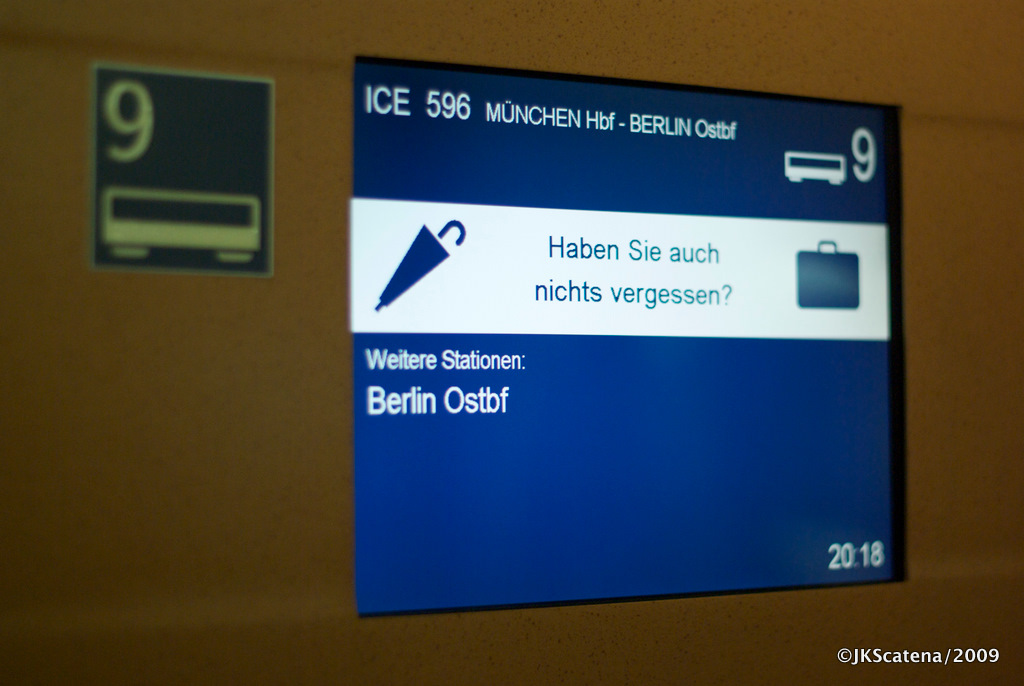 9
ICE 596 MÜNCHEN Hbf - BERLIN Ostbf
9
Haben Sie auch
nichts vergessen?
Weitere Stationen:
Berlin Ostbf
20:18
©JKScatena/2009